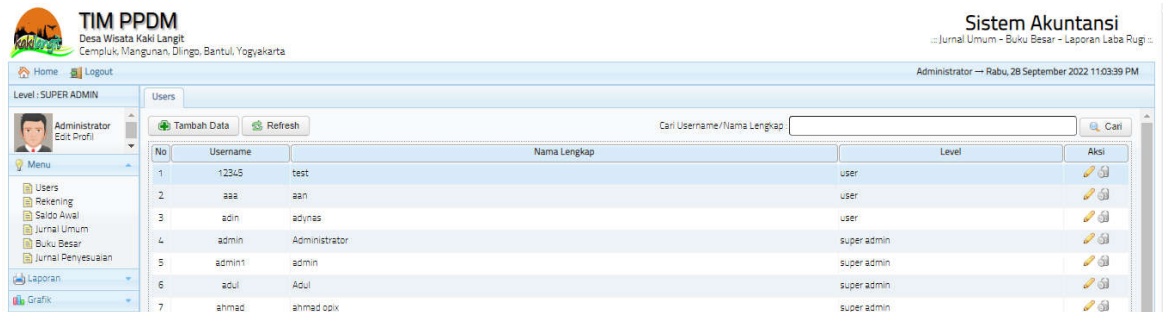 kakilangit
TIM PPDM
Desa Wisata Kaki Langit
Cempluk, Mangunan, Dlingo, Bantul, Yogyakarta
Sistem Akuntansi
.:: Jurnal Umum - Buku Besar - Laporan Laba Rugi ::.
Home Logout
Administrator → Rabu, 28 September 2022 11:03:39 PM
Level : SUPER ADMIN
Users
Administrator
Edit Profil
Tambah Data Refresh
Cari Username/Nama Lengkap : Cari
Menu
Users
Rekening
Saldo Awal
Jurnal Umum
Buku Besar
Jurnal Penyesuaian
Laporan
Grafik
No Username Nama Lengkap Level Aksi
1 12345 test user
2 aaa aan user
3 adin adynas user
4 admin Administrator super admin
5 admin1 admin super admin
6 adul Adul super admin
7 ahmad ahmad opix super admin